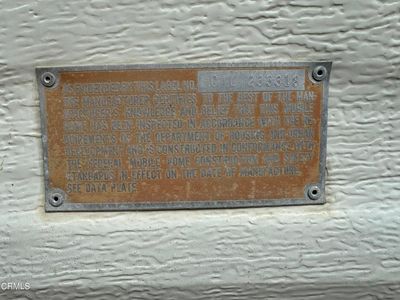 AS EVIDENCED BY THIS LABEL NO. CAL 233313
THE MANUFACTURER CERTIFIES TO THE BEST OF THE MAN-
UFACTURER'S KNOWLEDGE AND BELIEF THAT THIS MOBILE
HOME HAS BEEN INSPECTED IN ACCORDANCE WITH THE RE-
QUIREMENTS OF THE DEPARTMENT OF HOUSING AND URBAN
DEVELOPMENT AND IS CONSTRUCTED IN CONFORMANCE WITH
THE FEDERAL MOBILE HOME CONSTRUCTION AND SAFETY
STANDARDS IN EFFECT ON THE DATE OF MANUFACTURE.
SEE DATA PLATE.
CRMLS